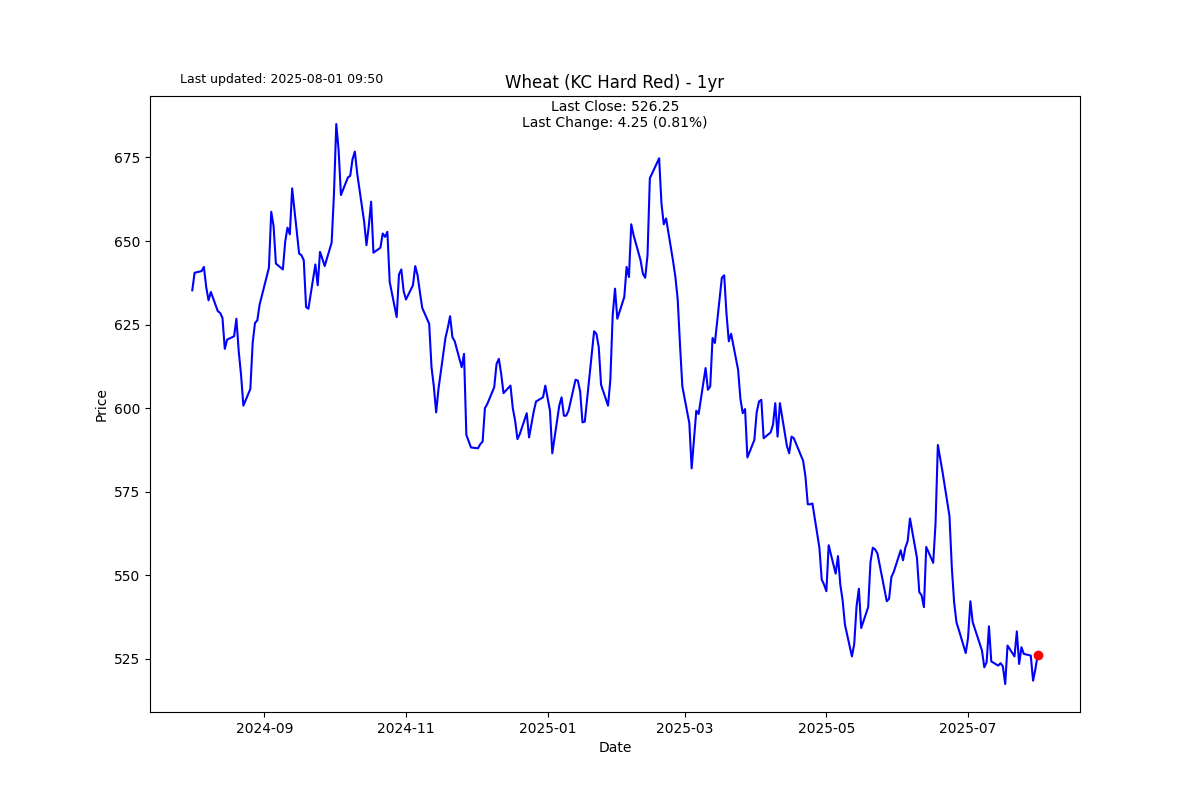 Last updated: 2025-08-01 09:50
Wheat (KC Hard Red) - 1yr
Last Close: 526.25
Last Change: 4.25 (0.81%)
675
650
625
600
575
550
525
Price
2024-09
2024-11
2025-01
2025-03
2025-05
2025-07
Date